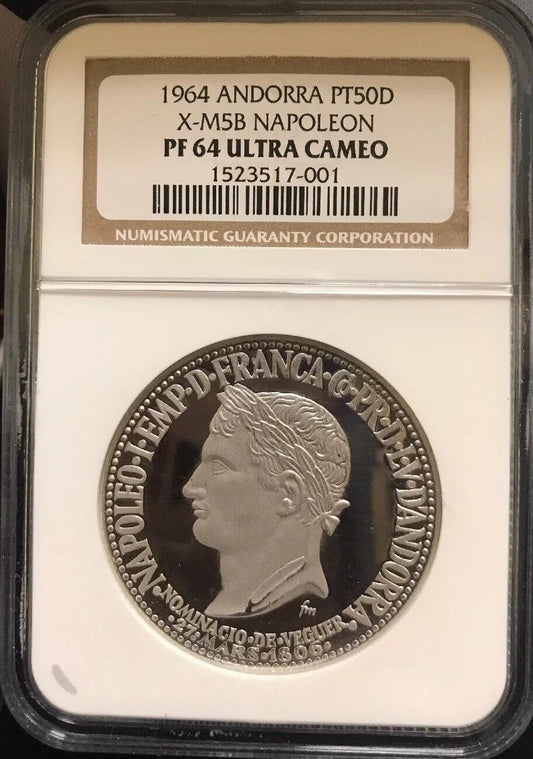 1964 ANDORRA PT50D
X-M5B NAPOLEON
PF 64 ULTRA CAMEO
1523517-001
NUMISMATIC GUARANTY CORPORATION
NAPOLEO·I·EMP·D·FRANCA·Co·PR·D·LV·D'ANDORRA·
fm
NOMINACIO·DE·VEGUER·
·27·MARS·1806·